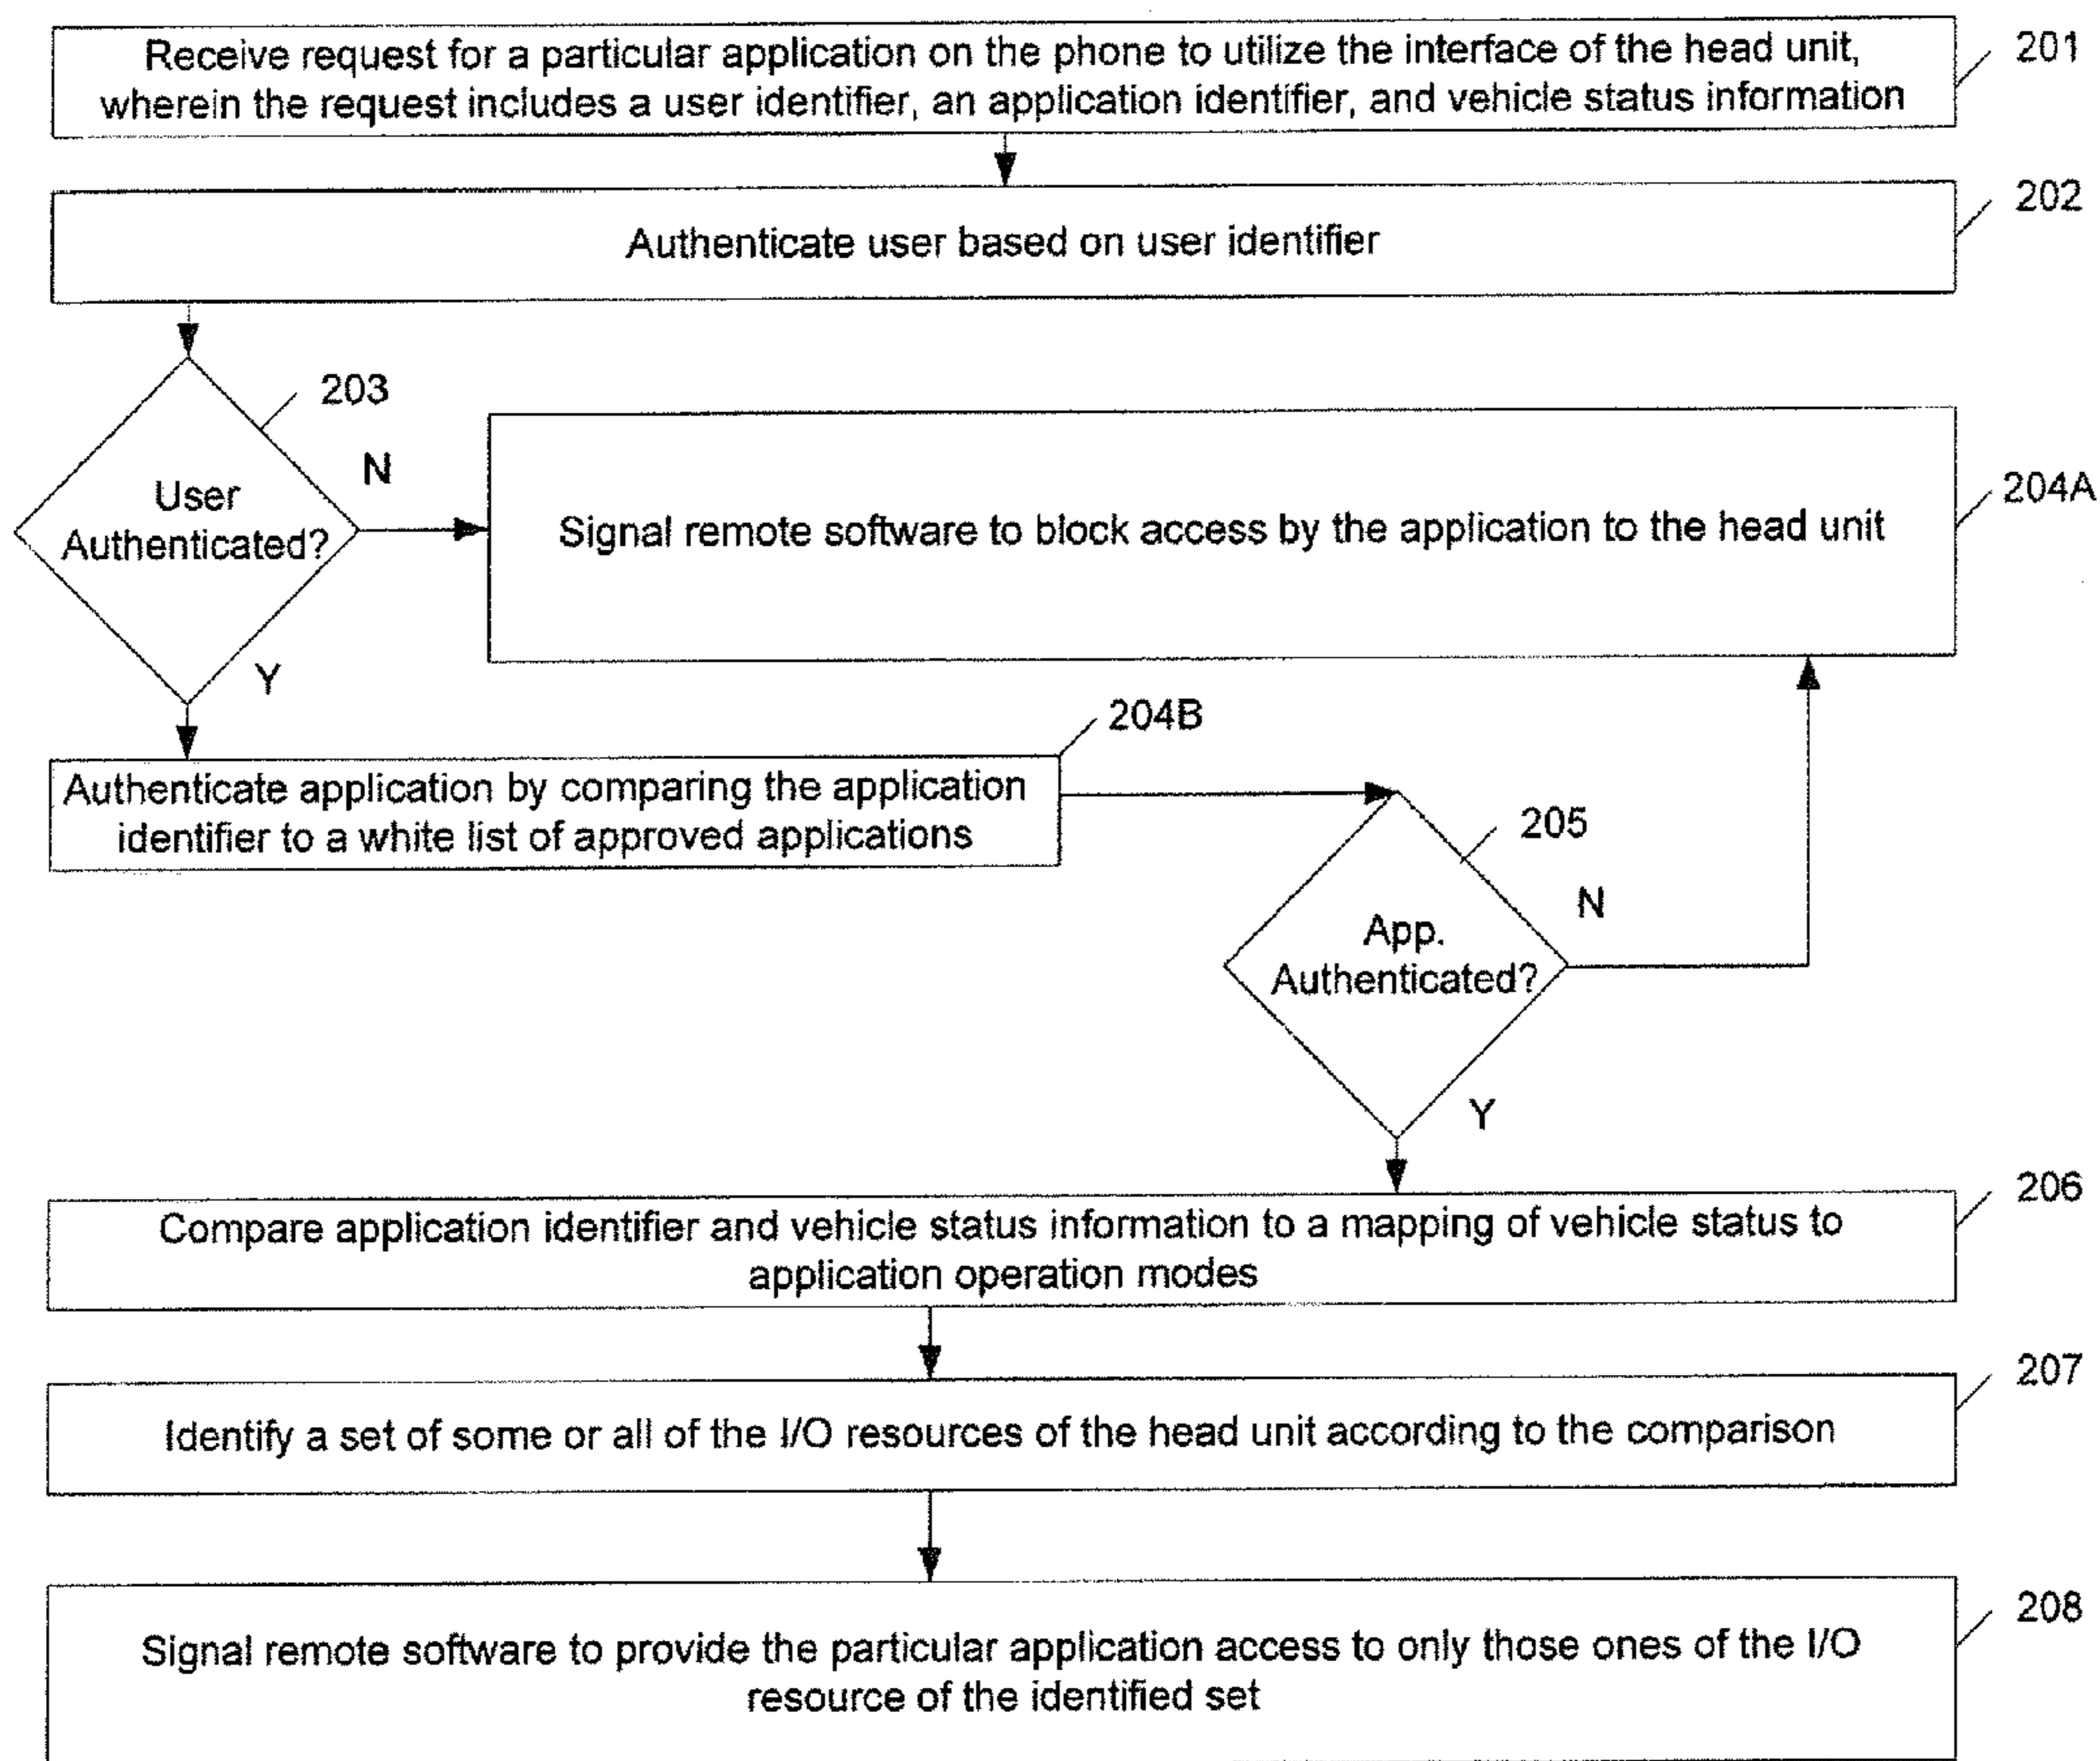 Receive request for a particular application on the phone to utilize the interface of the head unit,
wherein the request includes a user identifier, an application identifier, and vehicle status information
201
Authenticate user based on user identifier
202
203
User
Authenticated?
N
Y
Signal remote software to block access by the application to the head unit
204A
204B
Authenticate application by comparing the application
identifier to a white list of approved applications
205
App.
Authenticated?
N
Y
Compare application identifier and vehicle status information to a mapping of vehicle status to
application operation modes
206
Identify a set of some or all of the I/O resources of the head unit according to the comparison
207
Signal remote software to provide the particular application access to only those ones of the I/O
resource of the identified set
208